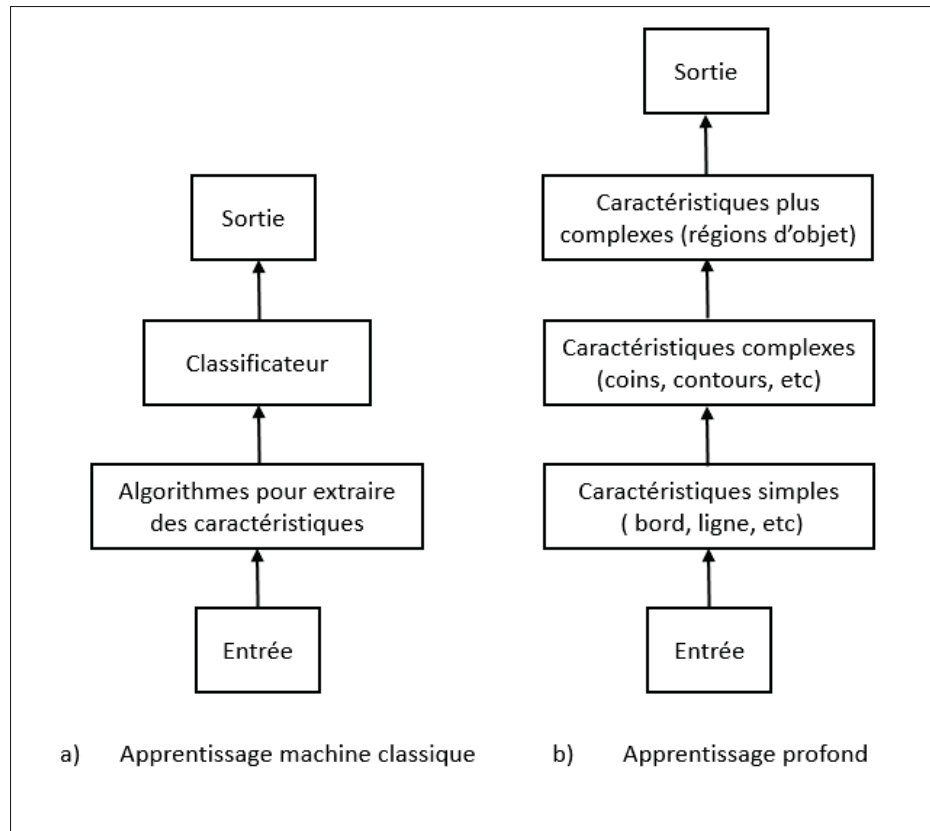 Sortie
Classificateur
Algorithmes pour extraire
des caractéristiques
Entrée
a) Apprentissage machine classique
Sortie
Caractéristiques plus
complexes (régions d'objet)
Caractéristiques complexes
(coins, contours, etc)
Caractéristiques simples
( bord, ligne, etc)
Entrée
b) Apprentissage profond